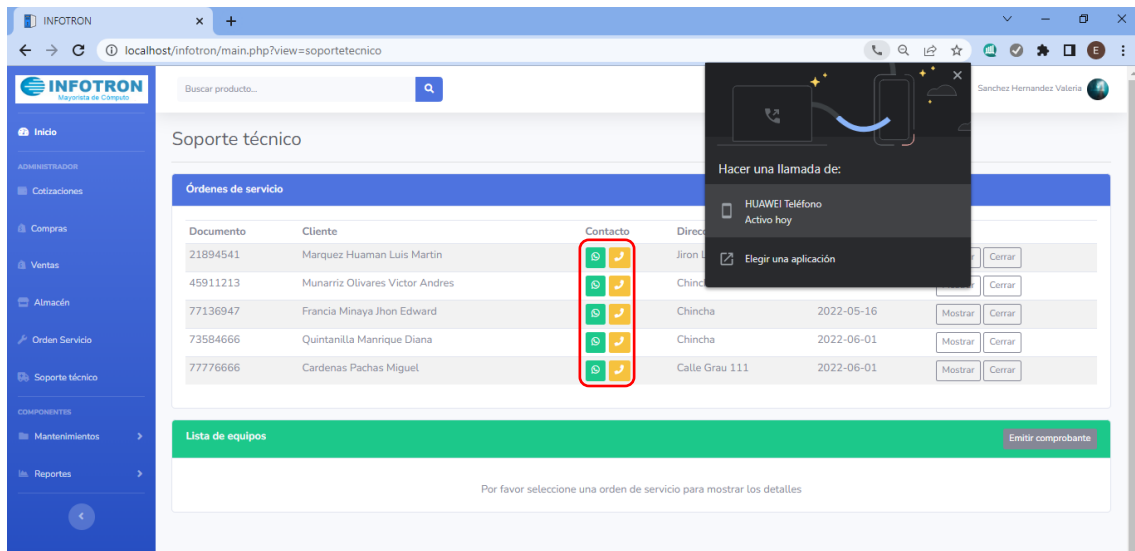 INFOTRON
localhost/infotron/main.php?view=soportetecnico
E
INFOTRON
Mayorista de Cómputo
Buscar producto...
Sanchez Hernandez Valeria
Inicio
ADMINISTRADOR
Cotizaciones
Compras
Ventas
Almacén
Orden Servicio
Soporte técnico
COMPONENTES
Mantenimientos
Reportes
Hacer una llamada de:
HUAWEI Teléfono
Activo hoy
Elegir una aplicación
Soporte técnico
Órdenes de servicio
Documento Cliente Contacto
21894541 Marquez Huaman Luis Martin Jiron Cerrar
45911213 Munarriz Olivares Victor Andres Cerrar
77136947 Francia Minaya Jhon Edward Chincha 2022-05-16 Mostrar Cerrar
73584666 Quintanilla Manrique Diana Chincha 2022-06-01 Mostrar Cerrar
77776666 Cardenas Pachas Miguel Calle Grau 111 2022-06-01 Mostrar Cerrar
Lista de equipos Emitir comprobante
Por favor seleccione una orden de servicio para mostrar los detalles